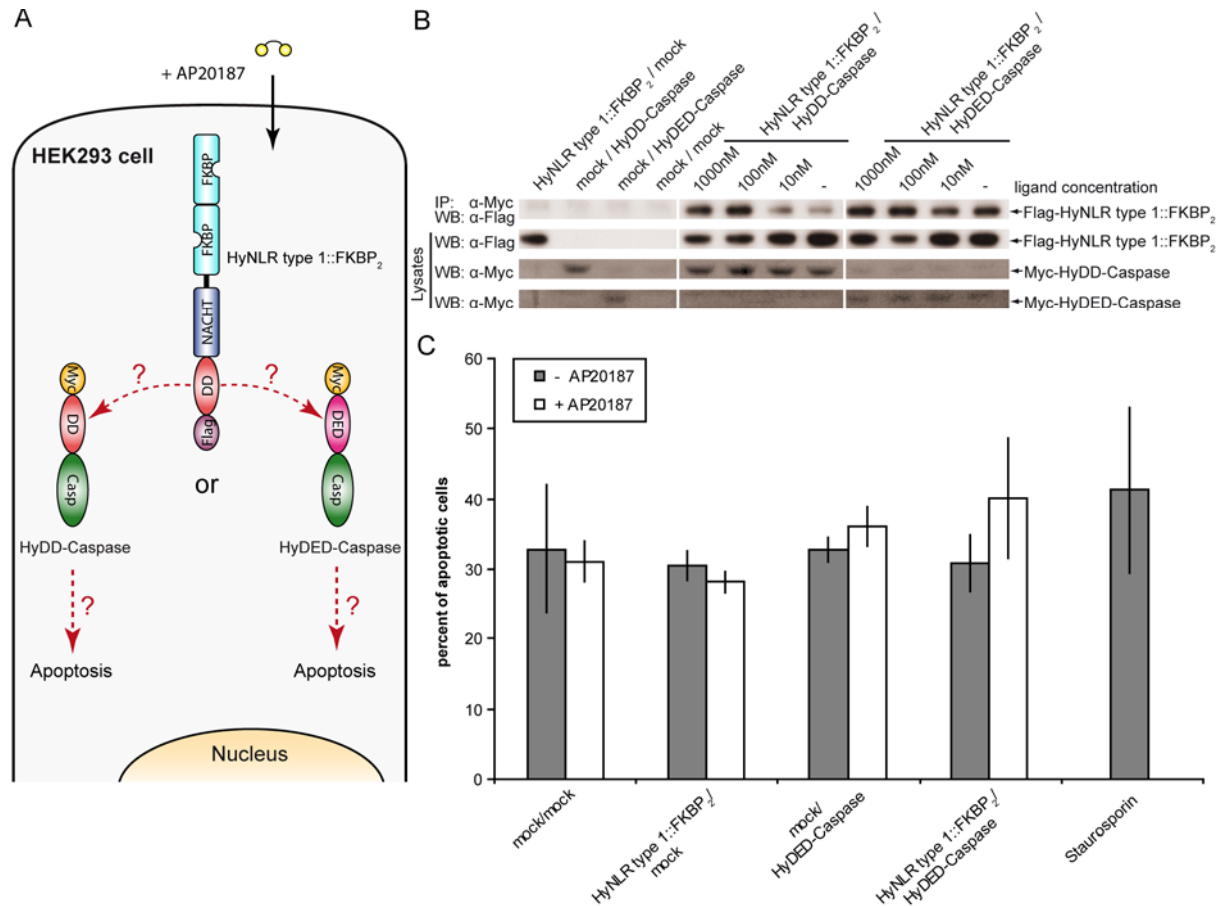 A
+ AP20187
HEK293 cell
FKBP
FKBP
HyNLR type 1::FKBP2
NACHT
DD
Flag
?
?
Myc
DD
Casp
Myc
DED
Casp
or
HyDD-Caspase
HyDED-Caspase
?
?
Apoptosis
Apoptosis
Nucleus
B
HyNLR type 1::FKBP2 / mock
mock / HyDD-Caspase
mock / HyDED-Caspase
mock / mock
HyNLR type 1::FKBP2 /
HyDD-Caspase
HyNLR type 1::FKBP2 /
HyDED-Caspase
1000nM
100nM
10nM
-
1000nM
100nM
10nM
-
ligand concentration
IP: α-Myc
WB: α-Flag
Flag-HyNLR type 1::FKBP2
Lysates
WB: α-Flag
Flag-HyNLR type 1::FKBP2
WB: α-Myc
Myc-HyDD-Caspase
WB: α-Myc
Myc-HyDED-Caspase
C
- AP20187
+ AP20187
percent of apoptotic cells
60
50
40
30
20
10
0
mock/mock
HyNLR type 1::FKBP2/
mock
mock/
HyDED-Caspase
HyNLR type 1::FKBP2/
HyDED-Caspase
Staurosporin